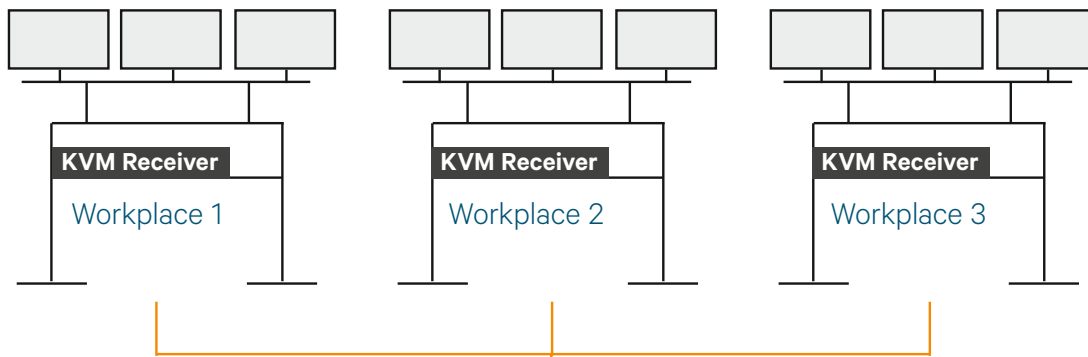 KVM Receiver
Workplace 1
KVM Receiver
Workplace 2
KVM Receiver
Workplace 3